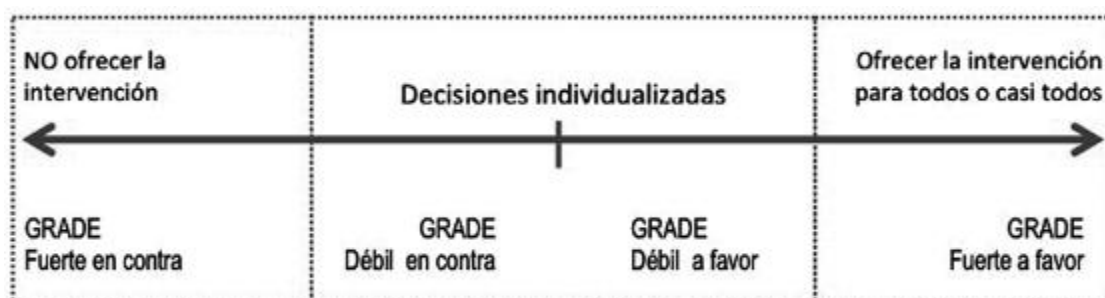 NO ofrecer la
intervención
Decisiones individualizadas
Ofrecer la intervención
para todos o casi todos
GRADE
Fuerte en contra
GRADE
Débil en contra
GRADE
Débil a favor
GRADE
Fuerte a favor